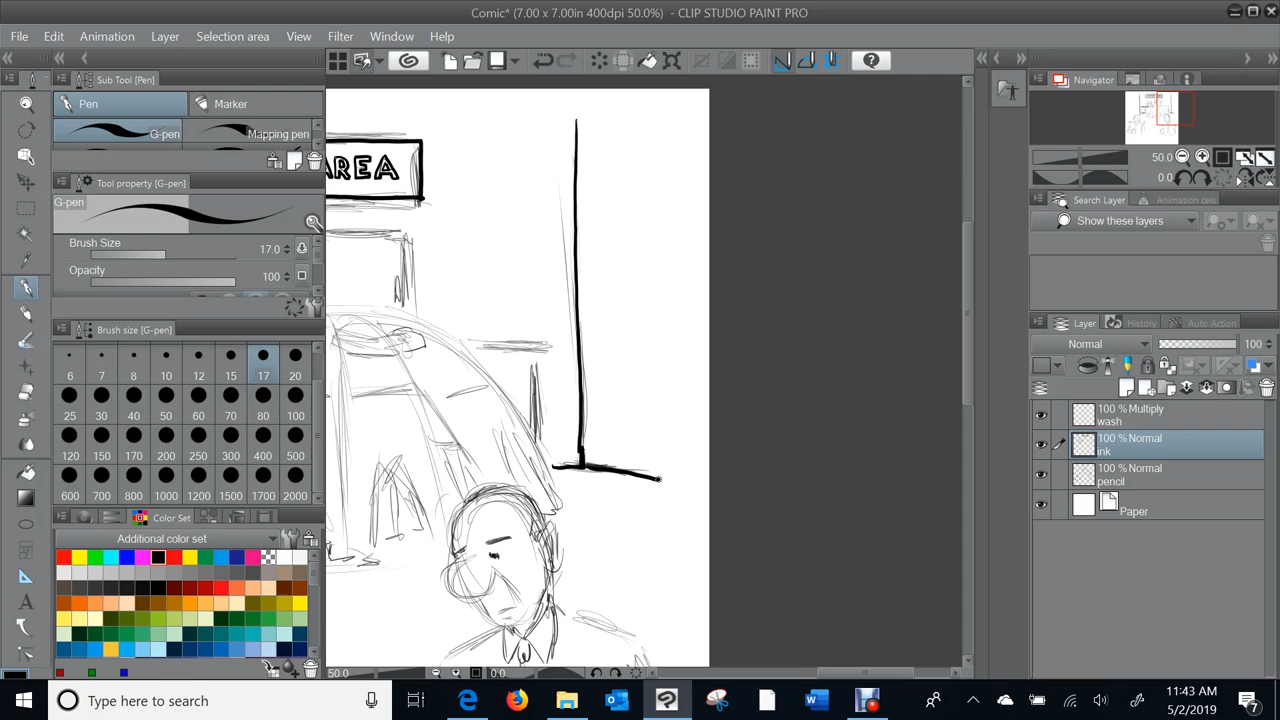 Comic* (7.00 x 7.00in 400dpi 50.0%) - CLIP STUDIO PAINT PRO
File Edit Animation Layer Selection area View Filter Window Help
Sub Tool [Pen]
Pen Marker
G-pen Mapping pen
Tool property [G-pen]
G-pen
Brush Size 17.0
Opacity 100
Brush size [G-pen]
6 7 8 10 12 15 17 20
25 30 40 50 60 70 80 100
120 150 170 200 250 300 400 500
600 700 800 1000 1200 1500 1700 2000
Color Set
Additional color set
AREA
50.0 0.0
Navigator
50.0
0.0
Search Layer Animation cels
Show these layers
Layer History Auto Action
Normal 100
100 % Multiply
wash
100 % Normal
ink
100 % Normal
pencil
Paper
Type here to search
11:43 AM
5/2/2019
7